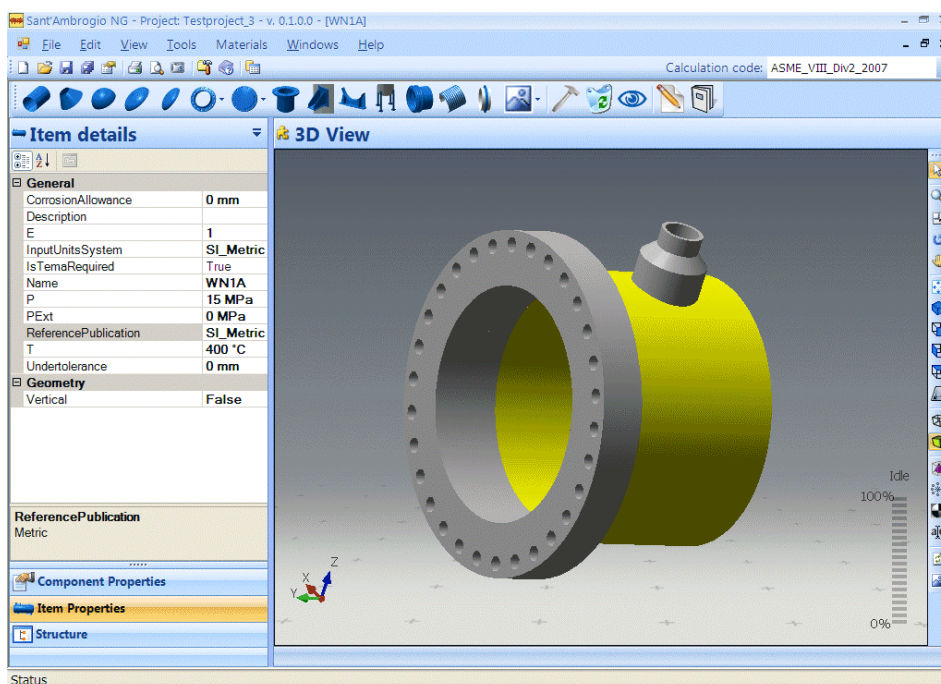 Sant'Ambrogio NG - Project: Testproject_3 - v. 0.1.0.0 - [WN1A]
File Edit View Tools Materials Windows Help
Calculation code: ASME_VIII_Div2_2007
Item details
3D View
General
CorrosionAllowance 0 mm
Description
E 1
InputUnitsSystem SI_Metric
IsTemaRequired True
Name WN1A
P 15 MPa
PExt 0 MPa
ReferencePublication SI_Metric
T 400 °C
Undertolerance 0 mm
Geometry
Vertical False
Idle
100%
0%
Z
X
Y
ReferencePublication
Metric
Component Properties
Item Properties
Structure
Status